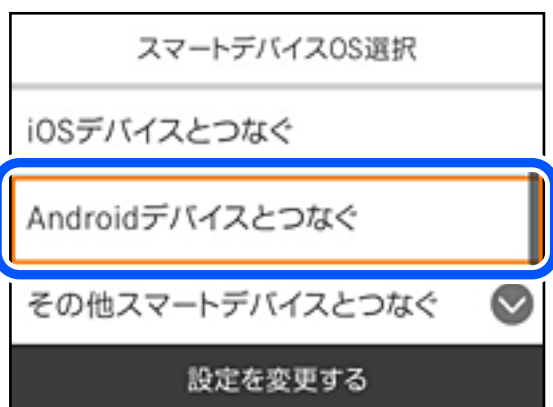 スマートデバイスOS選択
iOSデバイスとつなぐ
Androidデバイスとつなぐ
その他スマートデバイスとつなぐ
設定を変更する